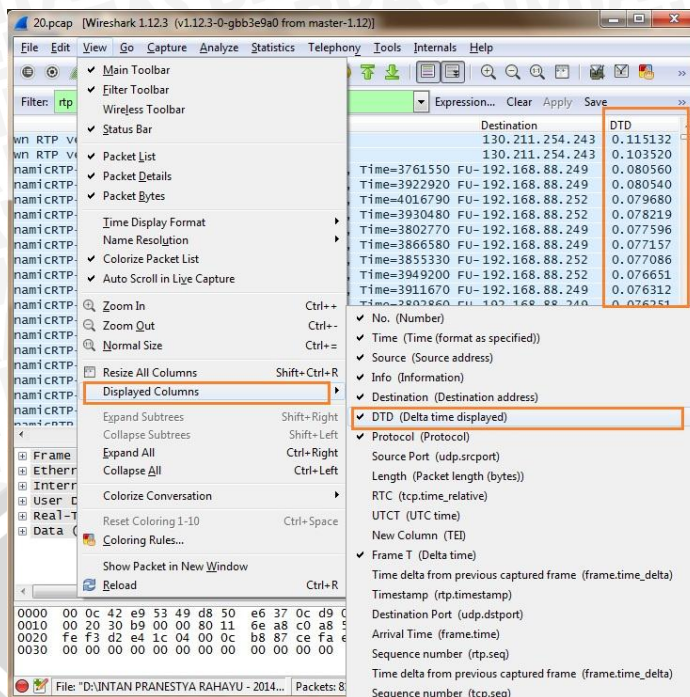 20.pcap [Wireshark 1.12.3 (v1.12.3-0-gbb3e9a0 from master-1.12)]
File Edit View Go Capture Analyze Statistics Telephony Tools Internals Help
Filter: rtp Expression... Clear Apply Save
Main Toolbar
Filter Toolbar
Wireless Toolbar
Status Bar
Packet List
Packet Details
Packet Bytes
Time Display Format
Name Resolution
Colorize Packet List
Auto Scroll in Live Capture
Zoom In Ctrl++
Zoom Out Ctrl+-
Normal Size Ctrl+=
Resize All Columns Shift+Ctrl+R
Displayed Columns
Expand Subtrees Shift+Right
Collapse Subtrees Shift+Left
Expand All Ctrl+Right
Collapse All Ctrl+Left
Colorize Conversation
Reset Coloring 1-10 Ctrl+Space
Coloring Rules...
Show Packet in New Window
Reload Ctrl+R
Destination DTD
wn RTP 130.211.254.243 0.115132
wn RTP 130.211.254.243 0.103520
namicRTP- Time=3761550 FU- 192.168.88.249 0.080560
namicRTP- Time=3922920 FU- 192.168.88.249 0.080540
namicRTP- Time=4016790 FU- 192.168.88.252 0.079680
namicRTP- Time=3930480 FU- 192.168.88.252 0.078219
namicRTP- Time=3802770 FU- 192.168.88.249 0.077596
namicRTP- Time=3866580 FU- 192.168.88.249 0.077157
namicRTP- Time=3855330 FU- 192.168.88.252 0.077086
namicRTP- Time=3949200 FU- 192.168.88.252 0.076651
namicRTP- Time=3911670 FU- 192.168.88.249 0.076312
namicRTP- Time=3892860 FU- 192.168.88.249 0.076251
namicRTP-
namicRTP-
namicRTP-
namicRTP-
namicRTP-
namicRTP-
No. (Number)
Time (Time (format as specified))
Source (Source address)
Info (Information)
Destination (Destination address)
DTD (Delta time displayed)
Protocol (Protocol)
Source Port (udp.srcport)
Length (Packet length (bytes))
RTC (tcp.time_relative)
UTCT (UTC time)
New Column (TEI)
Frame T (Delta time)
Time delta from previous captured frame (frame.time_delta)
Timestamp (rtp.timestamp)
Destination Port (udp.dstport)
Arrival Time (frame.time)
Sequence number (rtp.seq)
Time delta from previous captured frame (frame.time_delta)
Sequence number (tcp.seq)
Frame
Ethern
Intern
User D
Real-T
Data (
0000 00 0c 42 e9 53 49 d8 50 e6 37 0c d9
0010 00 20 30 b9 00 00 80 11 6e a8 c0 a8
0020 fe f3 d2 e4 1c 04 00 0c b8 87 ce fa
0030 00 00 00 00 00 00 00 00 00 00 00 00
File: "D:\INTAN PRANESTYA RAHAYU - 2014... Packets: 8